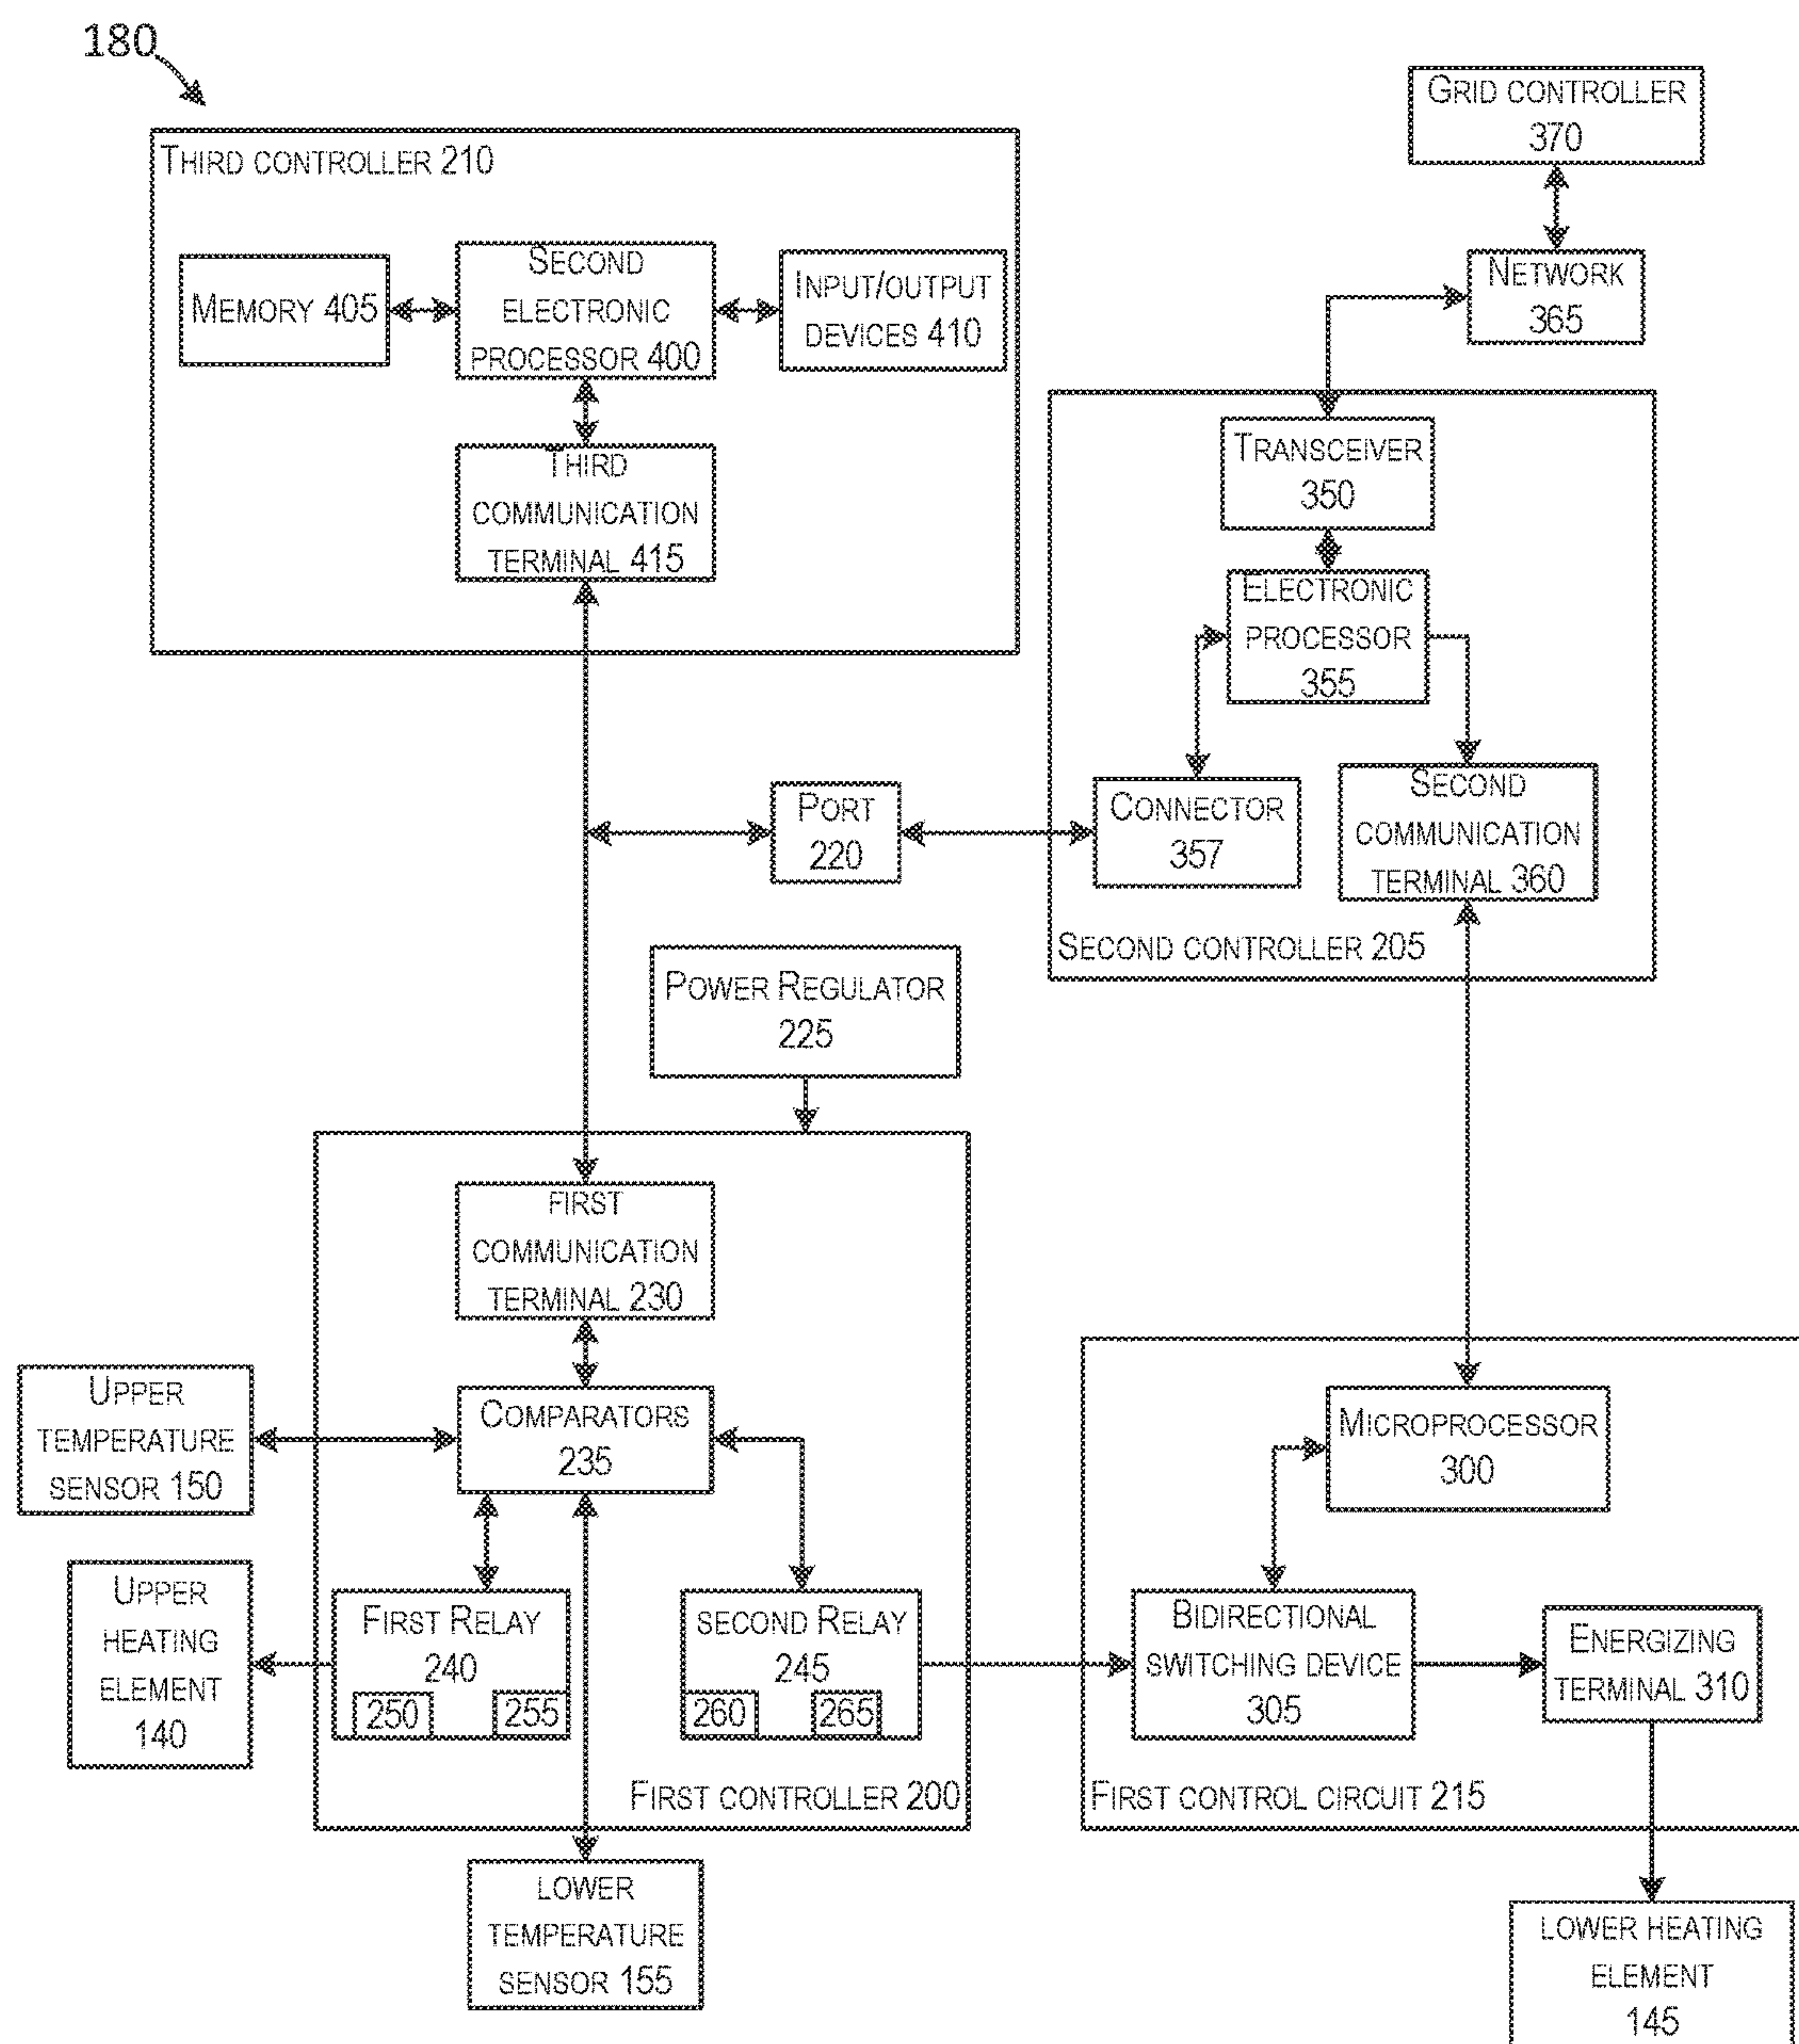 180
GRID CONTROLLER
370
THIRD CONTROLLER 210
MEMORY 405
SECOND
ELECTRONIC
PROCESSOR 400
INPUT/OUTPUT
DEVICES 410
NETWORK
365
THIRD
COMMUNICATION
TERMINAL 415
TRANSCEIVER
350
ELECTRONIC
PROCESSOR
355
PORT
220
CONNECTOR
357
SECOND
COMMUNICATION
TERMINAL 360
SECOND CONTROLLER 205
POWER REGULATOR
225
FIRST
COMMUNICATION
TERMINAL 230
UPPER
TEMPERATURE
SENSOR 150
COMPARATORS
235
MICROPROCESSOR
300
UPPER
HEATING
ELEMENT
140
FIRST RELAY
240
250
255
SECOND RELAY
245
260
265
BIDIRECTIONAL
SWITCHING DEVICE
305
ENERGIZING
TERMINAL 310
FIRST CONTROLLER 200
FIRST CONTROL CIRCUIT 215
LOWER
TEMPERATURE
SENSOR 155
LOWER HEATING
ELEMENT
145